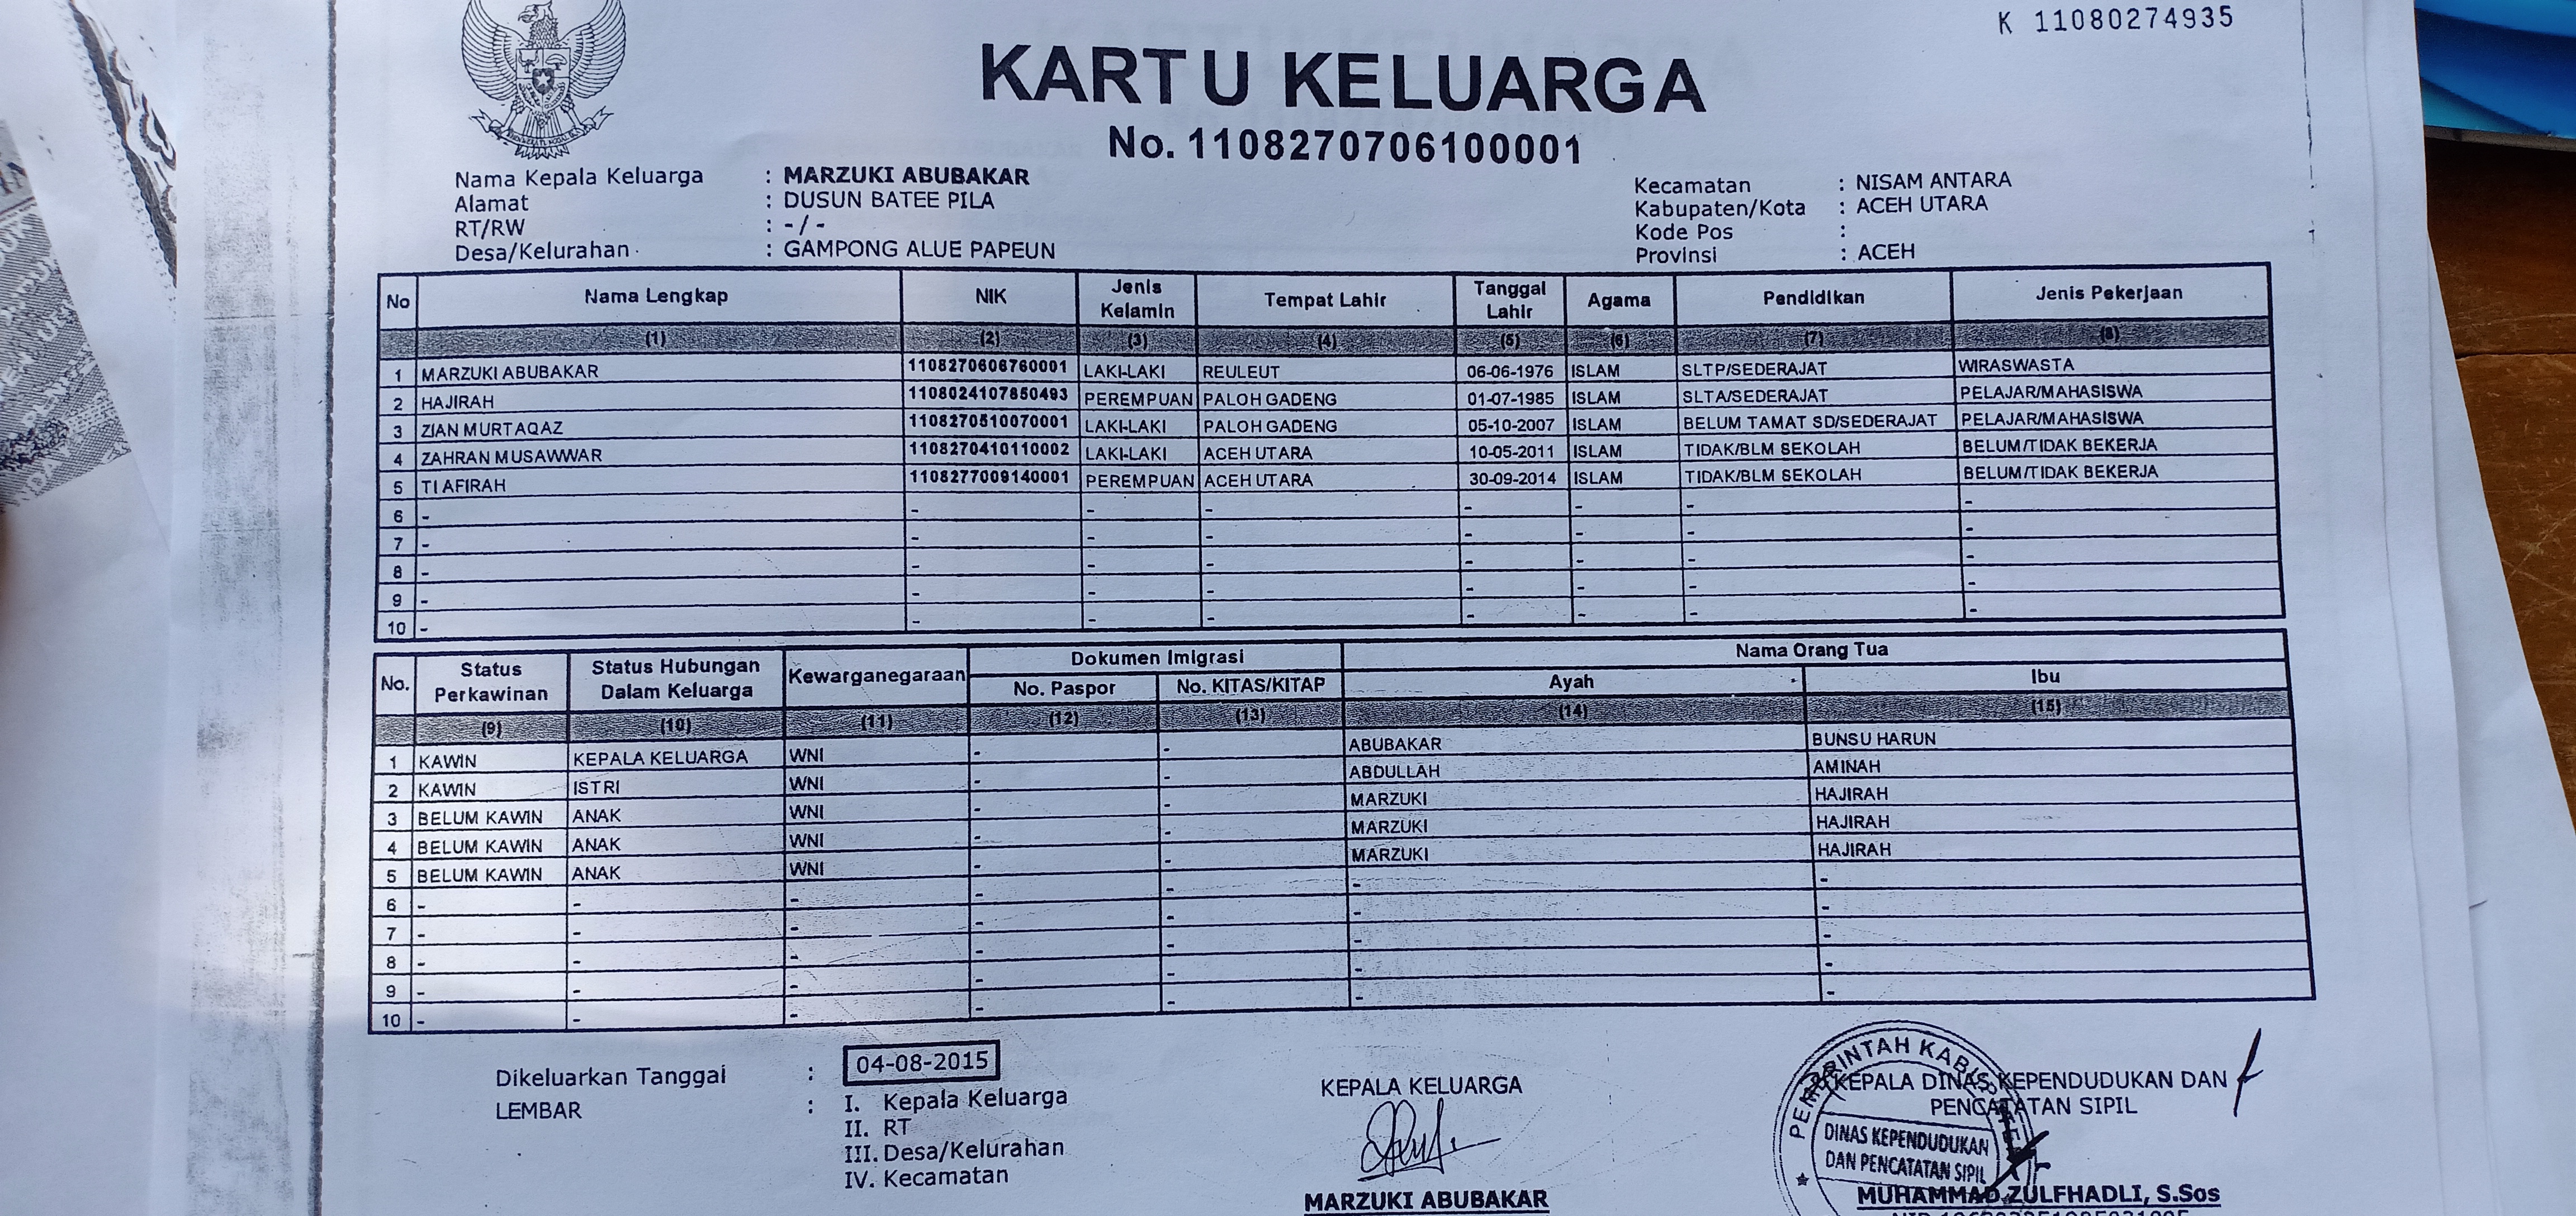 K 11080274935
KARTU KELUARGA
No. 1108270706100001
Nama Kepala Keluarga : MARZUKI ABUBAKAR
Alamat : DUSUN BATEE PILA
RT/RW : - / -
Desa/Kelurahan : GAMPONG ALUE PAPEUN
Kecamatan : NISAM ANTARA
Kabupaten/Kota : ACEH UTARA
Kode Pos :
Provinsi : ACEH
No Nama Lengkap NIK Jenis Kelamin Tempat Lahir Tanggal Lahir Agama Pendidikan Jenis Pekerjaan
(1) (2) (3) (4) (5) (6) (7) (8)
1 MARZUKI ABUBAKAR 1108270606760001 LAKI-LAKI REULEUT 06-06-1976 ISLAM SLTP/SEDERAJAT WIRASWASTA
2 HAJIRAH 1108024107850493 PEREMPUAN PALOH GADENG 01-07-1985 ISLAM SLTA/SEDERAJAT PELAJAR/MAHASISWA
3 ZIAN MURTAQAZ 1108270510070001 LAKI-LAKI PALOH GADENG 05-10-2007 ISLAM BELUM TAMAT SD/SEDERAJAT PELAJAR/MAHASISWA
4 ZAHRAN MUSAWWAR 1108270410110002 LAKI-LAKI ACEH UTARA 10-05-2011 ISLAM TIDAK/BLM SEKOLAH BELUM/TIDAK BEKERJA
5 TI AFIRAH 1108277009140001 PEREMPUAN ACEH UTARA 30-09-2014 ISLAM TIDAK/BLM SEKOLAH BELUM/TIDAK BEKERJA
6 - - - - - - - -
7 - - - - - - - -
8 - - - - - - - -
9 - - - - - - - -
10 - - - - - - - -
No. Status Perkawinan Status Hubungan Dalam Keluarga Kewarganegaraan Dokumen Imigrasi Nama Orang Tua
No. Paspor No. KITAS/KITAP Ayah Ibu
(9) (10) (11) (12) (13) (14) (15)
1 KAWIN KEPALA KELUARGA WNI - - ABUBAKAR BUNSU HARUN
2 KAWIN ISTRI WNI - - ABDULLAH AMINAH
3 BELUM KAWIN ANAK WNI - - MARZUKI HAJIRAH
4 BELUM KAWIN ANAK WNI - - MARZUKI HAJIRAH
5 BELUM KAWIN ANAK WNI - - MARZUKI HAJIRAH
6 - - - - - - -
7 - - - - - - -
8 - - - - - - -
9 - - - - - - -
10 - - - - - - -
Dikeluarkan Tanggal : 04-08-2015
LEMBAR : I. Kepala Keluarga
II. RT
III. Desa/Kelurahan
IV. Kecamatan
KEPALA KELUARGA
MARZUKI ABUBAKAR
KEPALA DINAS KEPENDUDUKAN DAN
PENCATATAN SIPIL
PEMERINTAH KAB
DINAS KEPENDUDUKAN
DAN PENCATATAN SIPIL
MUHAMMAD ZULFHADLI, S.Sos